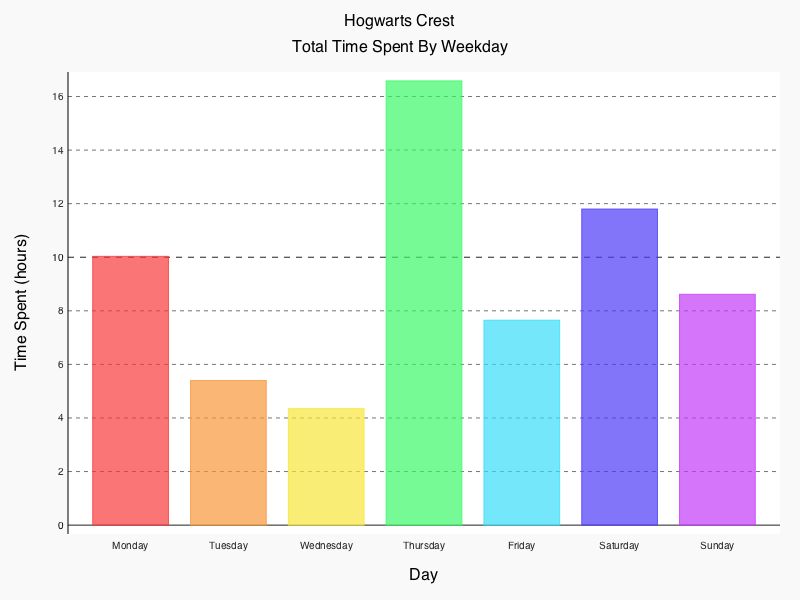 Hogwarts Crest
Total Time Spent By Weekday
Time Spent (hours)
16
14
12
10
8
6
4
2
0
Monday Tuesday Wednesday Thursday Friday Saturday Sunday
Day